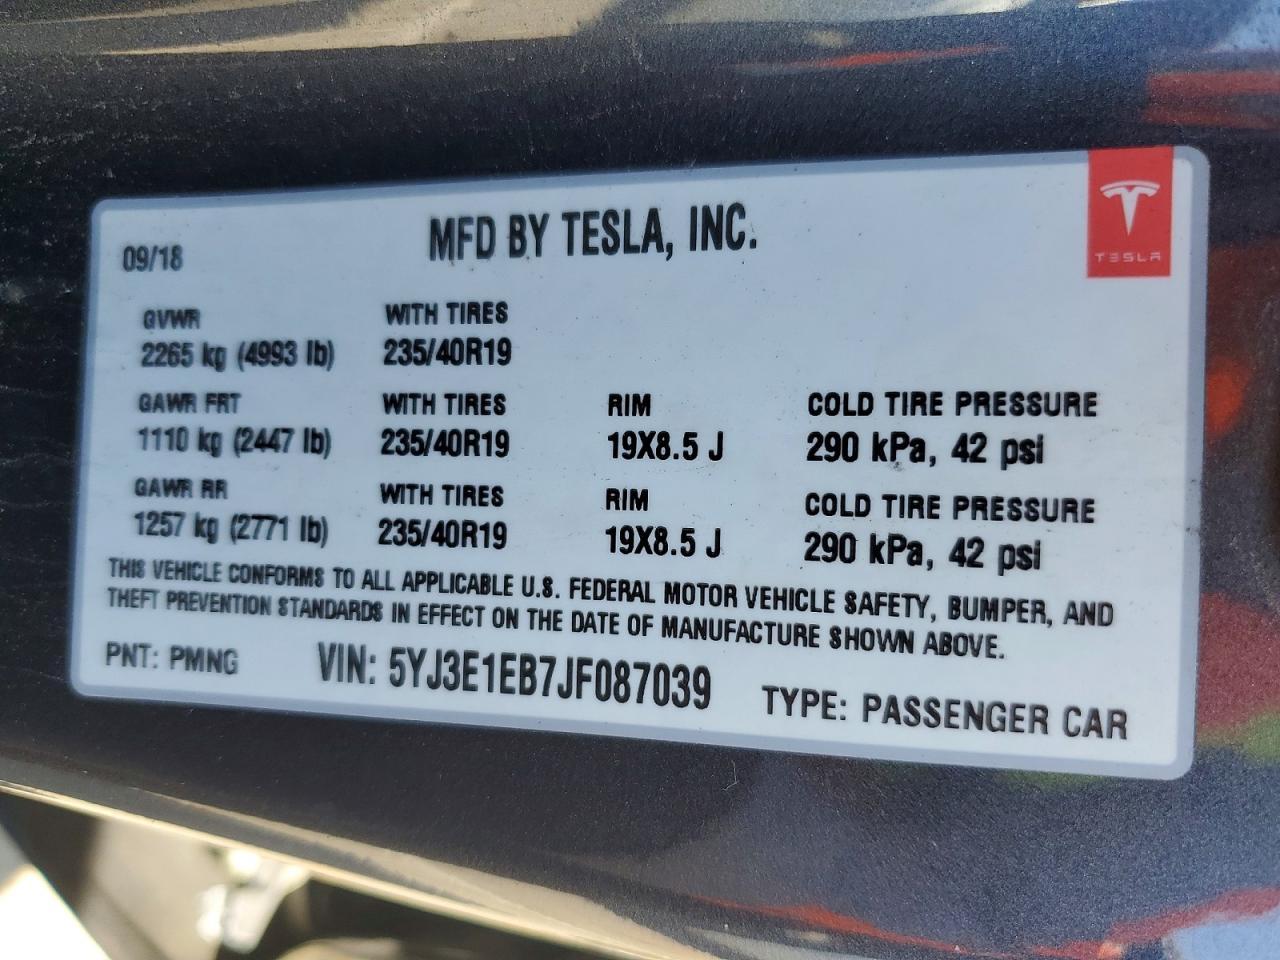 09/18
MFD BY TESLA, INC.
TESLA
GVWR WITH TIRES
2265 kg (4993 lb) 235/40R19
GAWR FRT WITH TIRES RIM COLD TIRE PRESSURE
1110 kg (2447 lb) 235/40R19 19X8.5 J 290 kPa, 42 psi
GAWR RR WITH TIRES RIM COLD TIRE PRESSURE
1257 kg (2771 lb) 235/40R19 19X8.5 J 290 kPa, 42 psi
THIS VEHICLE CONFORMS TO ALL APPLICABLE U.S. FEDERAL MOTOR VEHICLE SAFETY, BUMPER, AND
THEFT PREVENTION STANDARDS IN EFFECT ON THE DATE OF MANUFACTURE SHOWN ABOVE.
PNT: PMNG VIN: 5YJ3E1EB7JF087039 TYPE: PASSENGER CAR